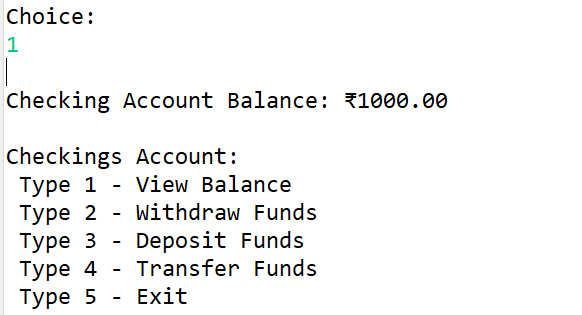 Choice:
1
Checking Account Balance: ₹1000.00
Checkings Account:
Type 1 - View Balance
Type 2 - Withdraw Funds
Type 3 - Deposit Funds
Type 4 - Transfer Funds
Type 5 - Exit